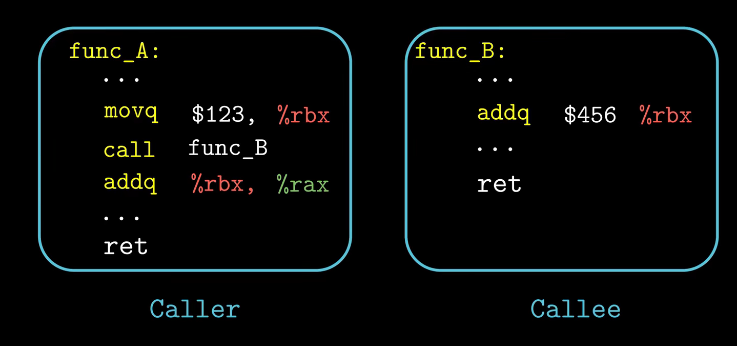 func_A:
...
movq $123, %rbx
call func_B
addq %rbx, %rax
...
ret
Caller
func_B:
...
addq $456 %rbx
...
ret
Callee